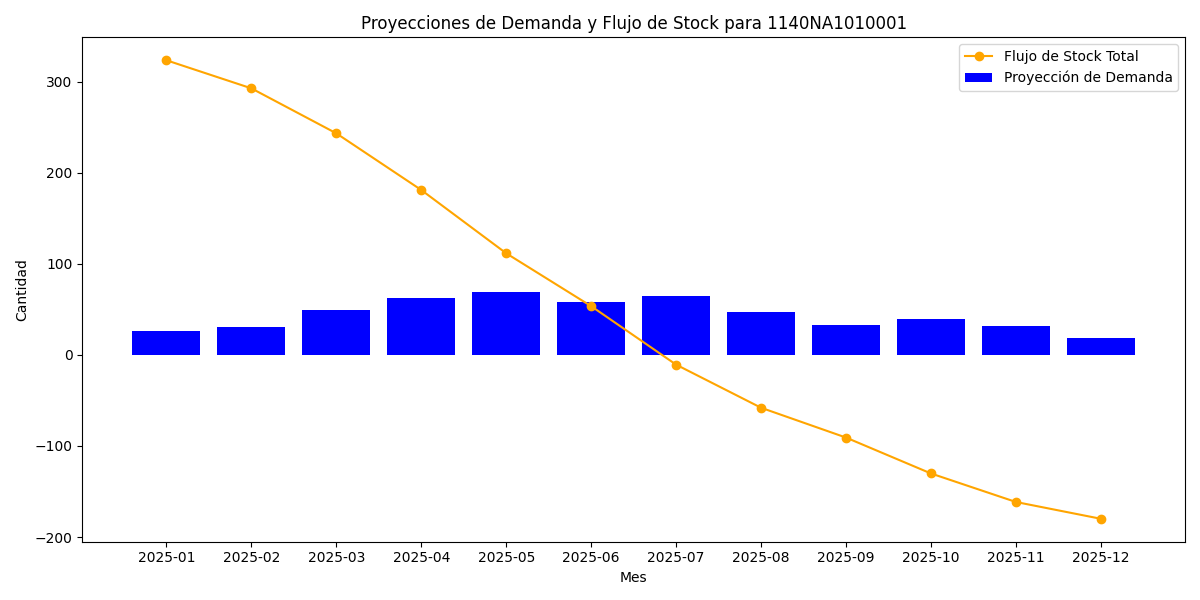 Proyecciones de Demanda y Flujo de Stock para 1140NA1010001
Flujo de Stock Total
Proyección de Demanda
Cantidad
300
200
100
0
−100
−200
2025-01 2025-02 2025-03 2025-04 2025-05 2025-06 2025-07 2025-08 2025-09 2025-10 2025-11 2025-12
Mes